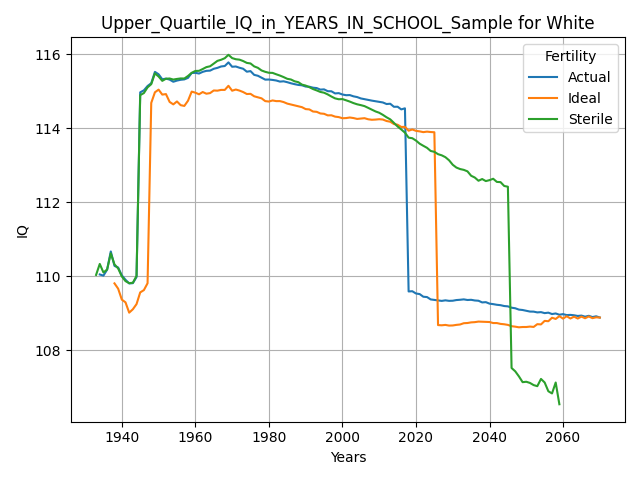 Upper_Quartile_IQ_in_YEARS_IN_SCHOOL_Sample for White
Fertility
Actual
Ideal
Sterile
116
114
112
110
108
IQ
1940
1960
1980
2000
2020
2040
2060
Years